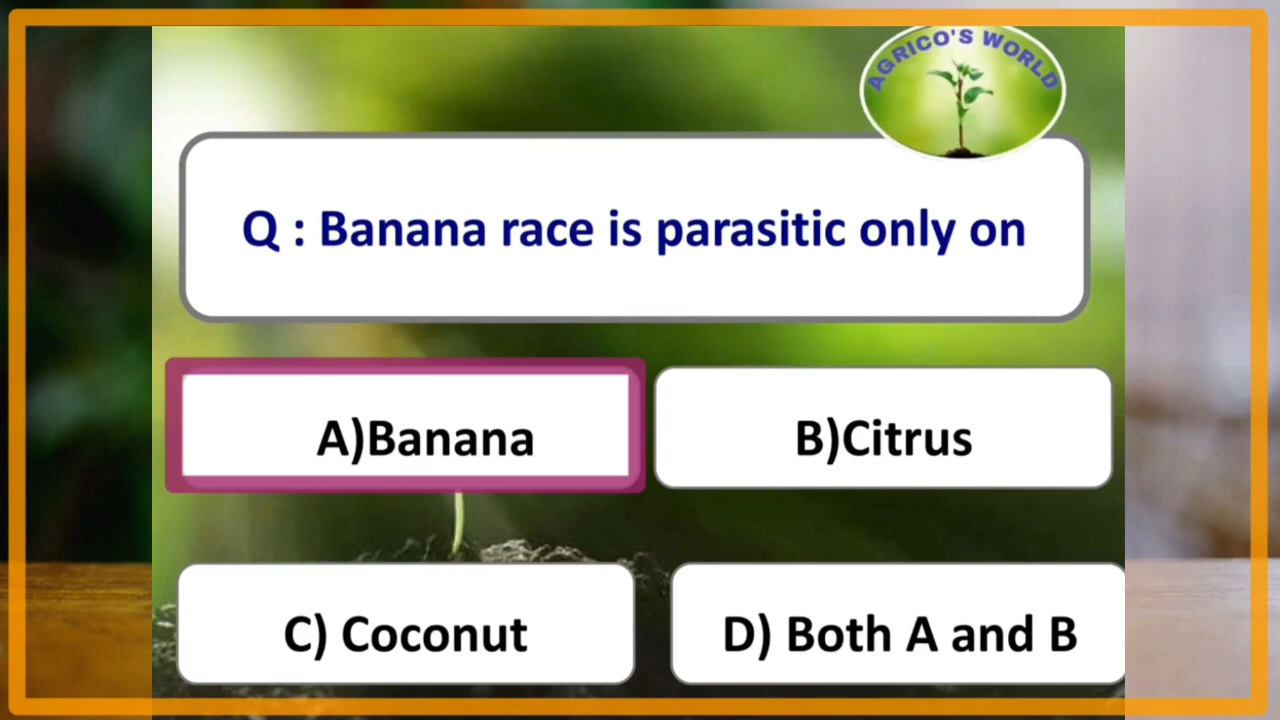 AGRICO'S WORLD
Q : Banana race is parasitic only on
A)Banana
B)Citrus
C) Coconut
D) Both A and B